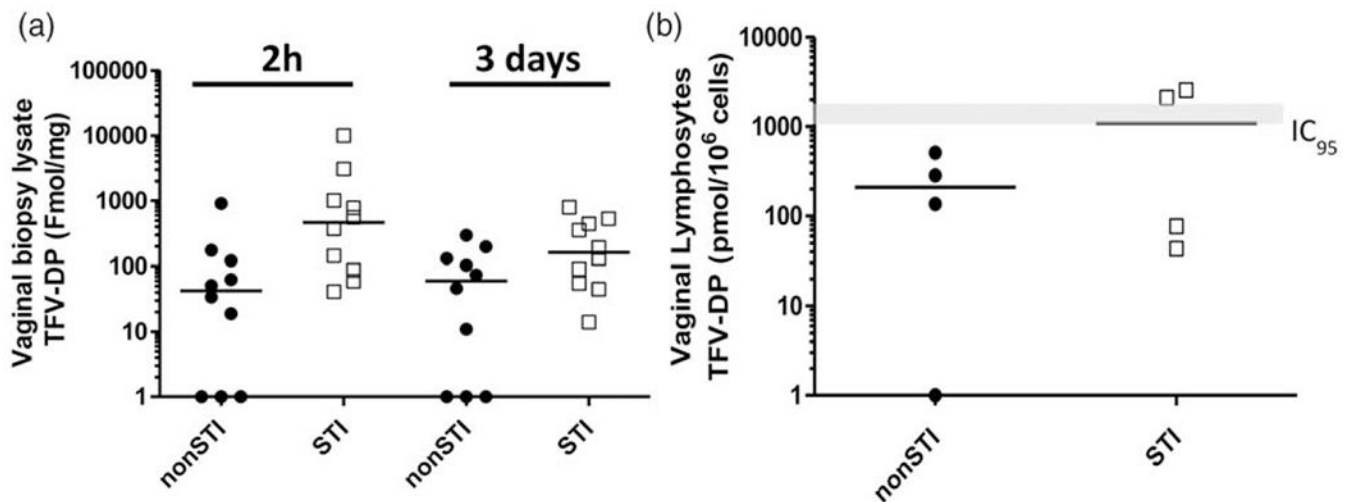 (a)
2h
3 days
Vaginal biopsy lysate
TFV-DP (Fmol/mg)
100000
10000
1000
100
10
1
nonSTI
STI
nonSTI
STI
(b)
Vaginal Lymphosytes
TFV-DP (pmol/10⁶ cells)
10000
1000
100
10
1
IC₉₅
nonSTI
STI